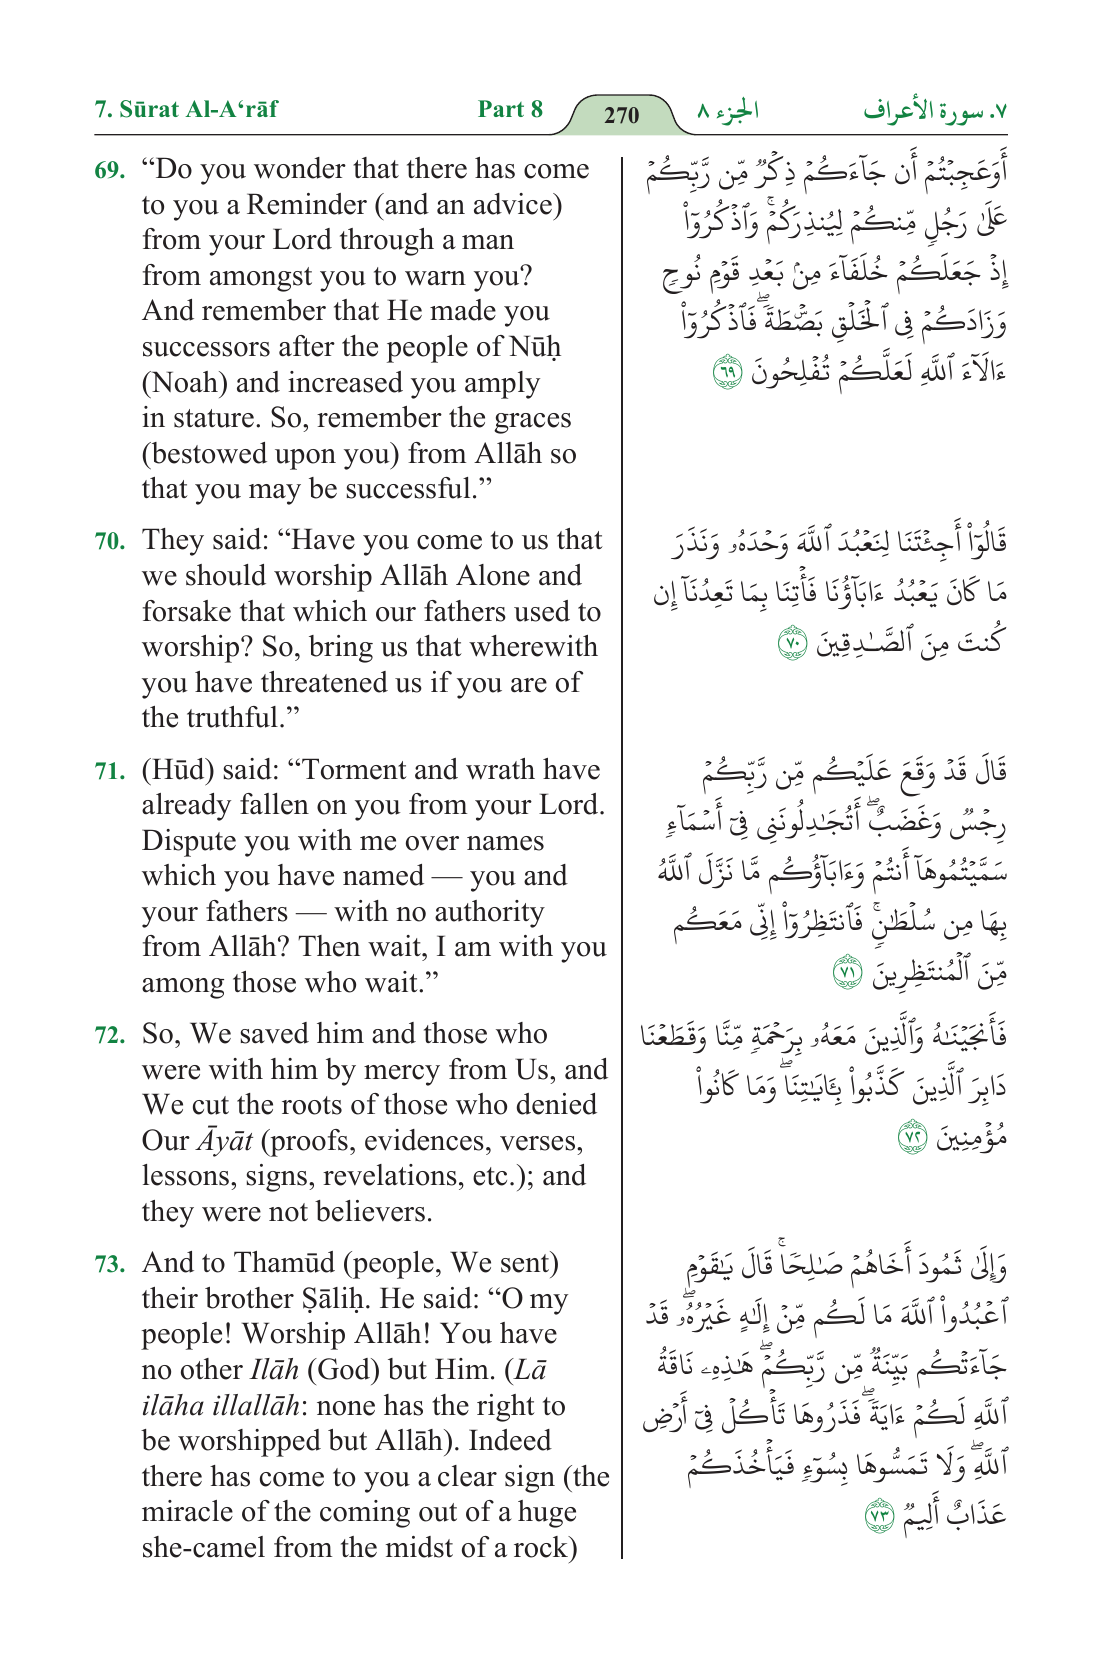 7. Sūrat Al-A‘rāf
Part 8
270
الجزء ٨
٧. سورة الأعراف
69. “Do you wonder that there has come
to you a Reminder (and an advice)
from your Lord through a man
from amongst you to warn you?
And remember that He made you
successors after the people of Nūḥ
(Noah) and increased you amply
in stature. So, remember the graces
(bestowed upon you) from Allāh so
that you may be successful.”
أَوَعَجِبْتُمْ أَن جَآءَكُمْ ذِكْرٌ مِّن رَّبِّكُمْ
عَلَىٰ رَجُلٍ مِّنكُمْ لِيُنذِرَكُمْ ۚ وَٱذْكُرُوٓا۟
إِذْ جَعَلَكُمْ خُلَفَآءَ مِنۢ بَعْدِ قَوْمِ نُوحٍ
وَزَادَكُمْ فِى ٱلْخَلْقِ بَصْۜطَةً ۖ فَٱذْكُرُوٓا۟
ءَالَآءَ ٱللَّهِ لَعَلَّكُمْ تُفْلِحُونَ ٦٩
70. They said: “Have you come to us that
we should worship Allāh Alone and
forsake that which our fathers used to
worship? So, bring us that wherewith
you have threatened us if you are of
the truthful.”
قَالُوٓا۟ أَجِئْتَنَا لِنَعْبُدَ ٱللَّهَ وَحْدَهُۥ وَنَذَرَ
مَا كَانَ يَعْبُدُ ءَابَآؤُنَا فَأْتِنَا بِمَا تَعِدُنَآ إِن
كُنتَ مِنَ ٱلصَّـٰدِقِينَ ٧٠
71. (Hūd) said: “Torment and wrath have
already fallen on you from your Lord.
Dispute you with me over names
which you have named — you and
your fathers — with no authority
from Allāh? Then wait, I am with you
among those who wait.”
قَالَ قَدْ وَقَعَ عَلَيْكُم مِّن رَّبِّكُمْ
رِجْسٌ وَغَضَبٌ ۖ أَتُجَـٰدِلُونَنِى فِىٓ أَسْمَآءٍ
سَمَّيْتُمُوهَآ أَنتُمْ وَءَابَآؤُكُم مَّا نَزَّلَ ٱللَّهُ
بِهَا مِن سُلْطَـٰنٍ ۚ فَٱنتَظِرُوٓا۟ إِنِّى مَعَكُم
مِّنَ ٱلْمُنتَظِرِينَ ٧١
72. So, We saved him and those who
were with him by mercy from Us, and
We cut the roots of those who denied
Our Āyāt (proofs, evidences, verses,
lessons, signs, revelations, etc.); and
they were not believers.
فَأَنجَيْنَـٰهُ وَٱلَّذِينَ مَعَهُۥ بِرَحْمَةٍ مِّنَّا وَقَطَعْنَا
دَابِرَ ٱلَّذِينَ كَذَّبُوا۟ بِـَٔايَـٰتِنَا ۖ وَمَا كَانُوا۟
مُؤْمِنِينَ ٧٢
73. And to Thamūd (people, We sent)
their brother Ṣāliḥ. He said: “O my
people! Worship Allāh! You have
no other Ilāh (God) but Him. (Lā
ilāha illallāh: none has the right to
be worshipped but Allāh). Indeed
there has come to you a clear sign (the
miracle of the coming out of a huge
she-camel from the midst of a rock)
وَإِلَىٰ ثَمُودَ أَخَاهُمْ صَـٰلِحًا ۚ قَالَ يَـٰقَوْمِ
ٱعْبُدُوا۟ ٱللَّهَ مَا لَكُم مِّنْ إِلَـٰهٍ غَيْرُهُۥ ۖ قَدْ
جَآءَتْكُم بَيِّنَةٌ مِّن رَّبِّكُمْ ۖ هَـٰذِهِۦ نَاقَةُ
ٱللَّهِ لَكُمْ ءَايَةً ۖ فَذَرُوهَا تَأْكُلْ فِىٓ أَرْضِ
ٱللَّهِ ۖ وَلَا تَمَسُّوهَا بِسُوٓءٍ فَيَأْخُذَكُمْ
عَذَابٌ أَلِيمٌ ٧٣